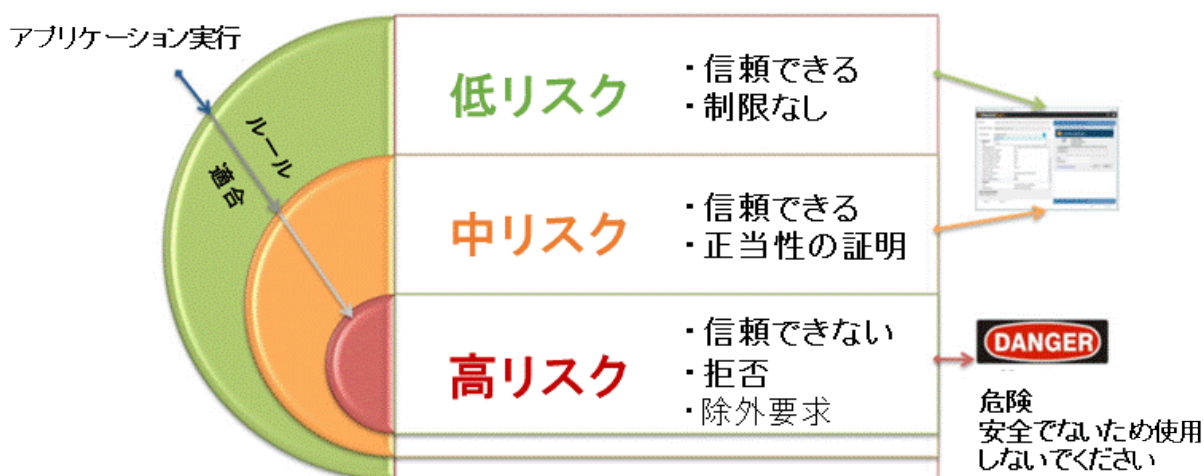 アプリケーション実行
ルール
適合
低リスク
・信頼できる
・制限なし
中リスク
・信頼できる
・正当性の証明
高リスク
・信頼できない
・拒否
・除外要求
DANGER
危険
安全でないため使用
しないでください